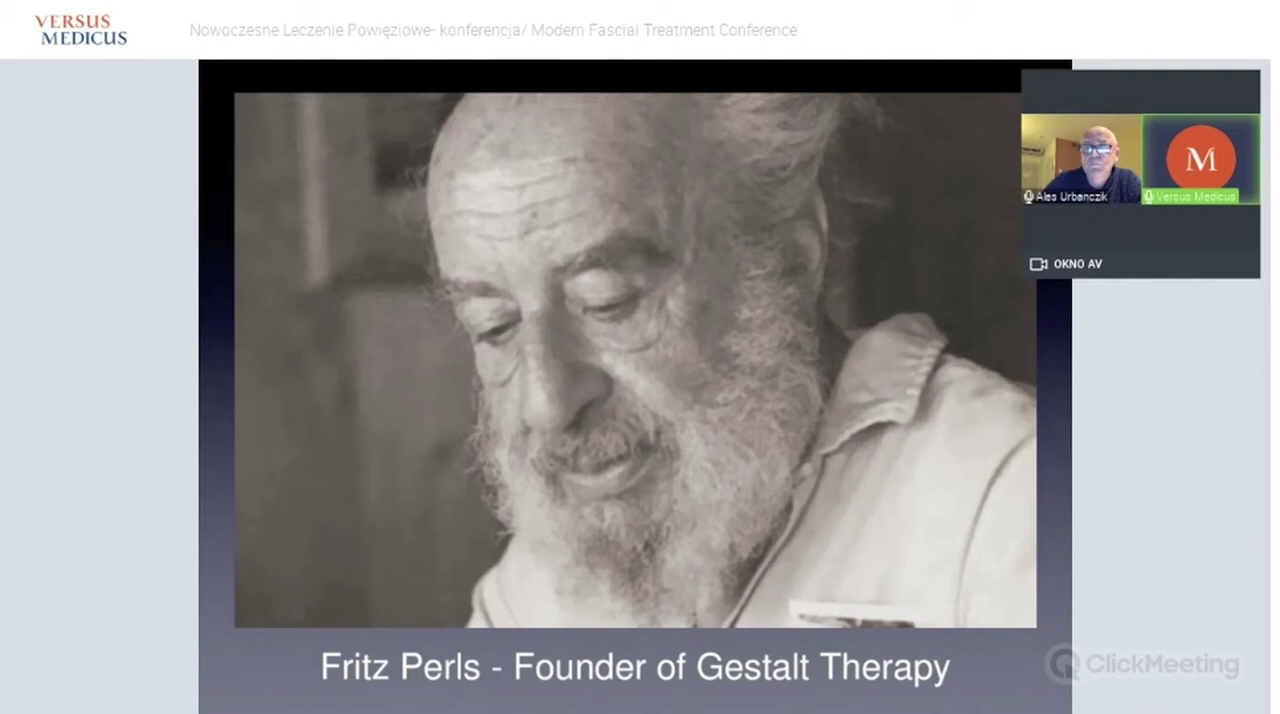 VERSUS
MEDICUS
Nowoczesne Leczenie Powięziowe- konferencja/ Modern Fascial Treatment Conference
M
Ales Urbanczik
Versus Medicus
OKNO AV
Fritz Perls - Founder of Gestalt Therapy
ClickMeeting